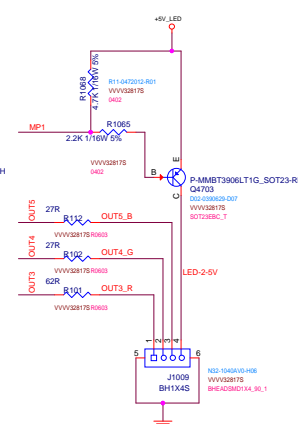 +5V_LED
R1068
4.7K 1/16W 5%
R11-0472012-R01
VVVV32817S
0402
MP1
R1065
2.2K 1/16W 5%
VVVV32817S
0402
H
B
E
C
P-MMBT3906LT1G_SOT23-R
Q4703
D02-0390629-D07
VVVV32817S
SOT23EBC_T
OUT5
27R
R112
OUT5_B
VVVV32817S R0603
OUT4
27R
R102
OUT4_G
VVVV32817S R0603
OUT3
62R
R101
OUT3_R
VVVV32817S R0603
LED-2-5V
1
2
3
4
5
6
J1009
BH1X4S
N32-1040AV0-H06
VVVV32817S
BHEADSMD1X4_90_1